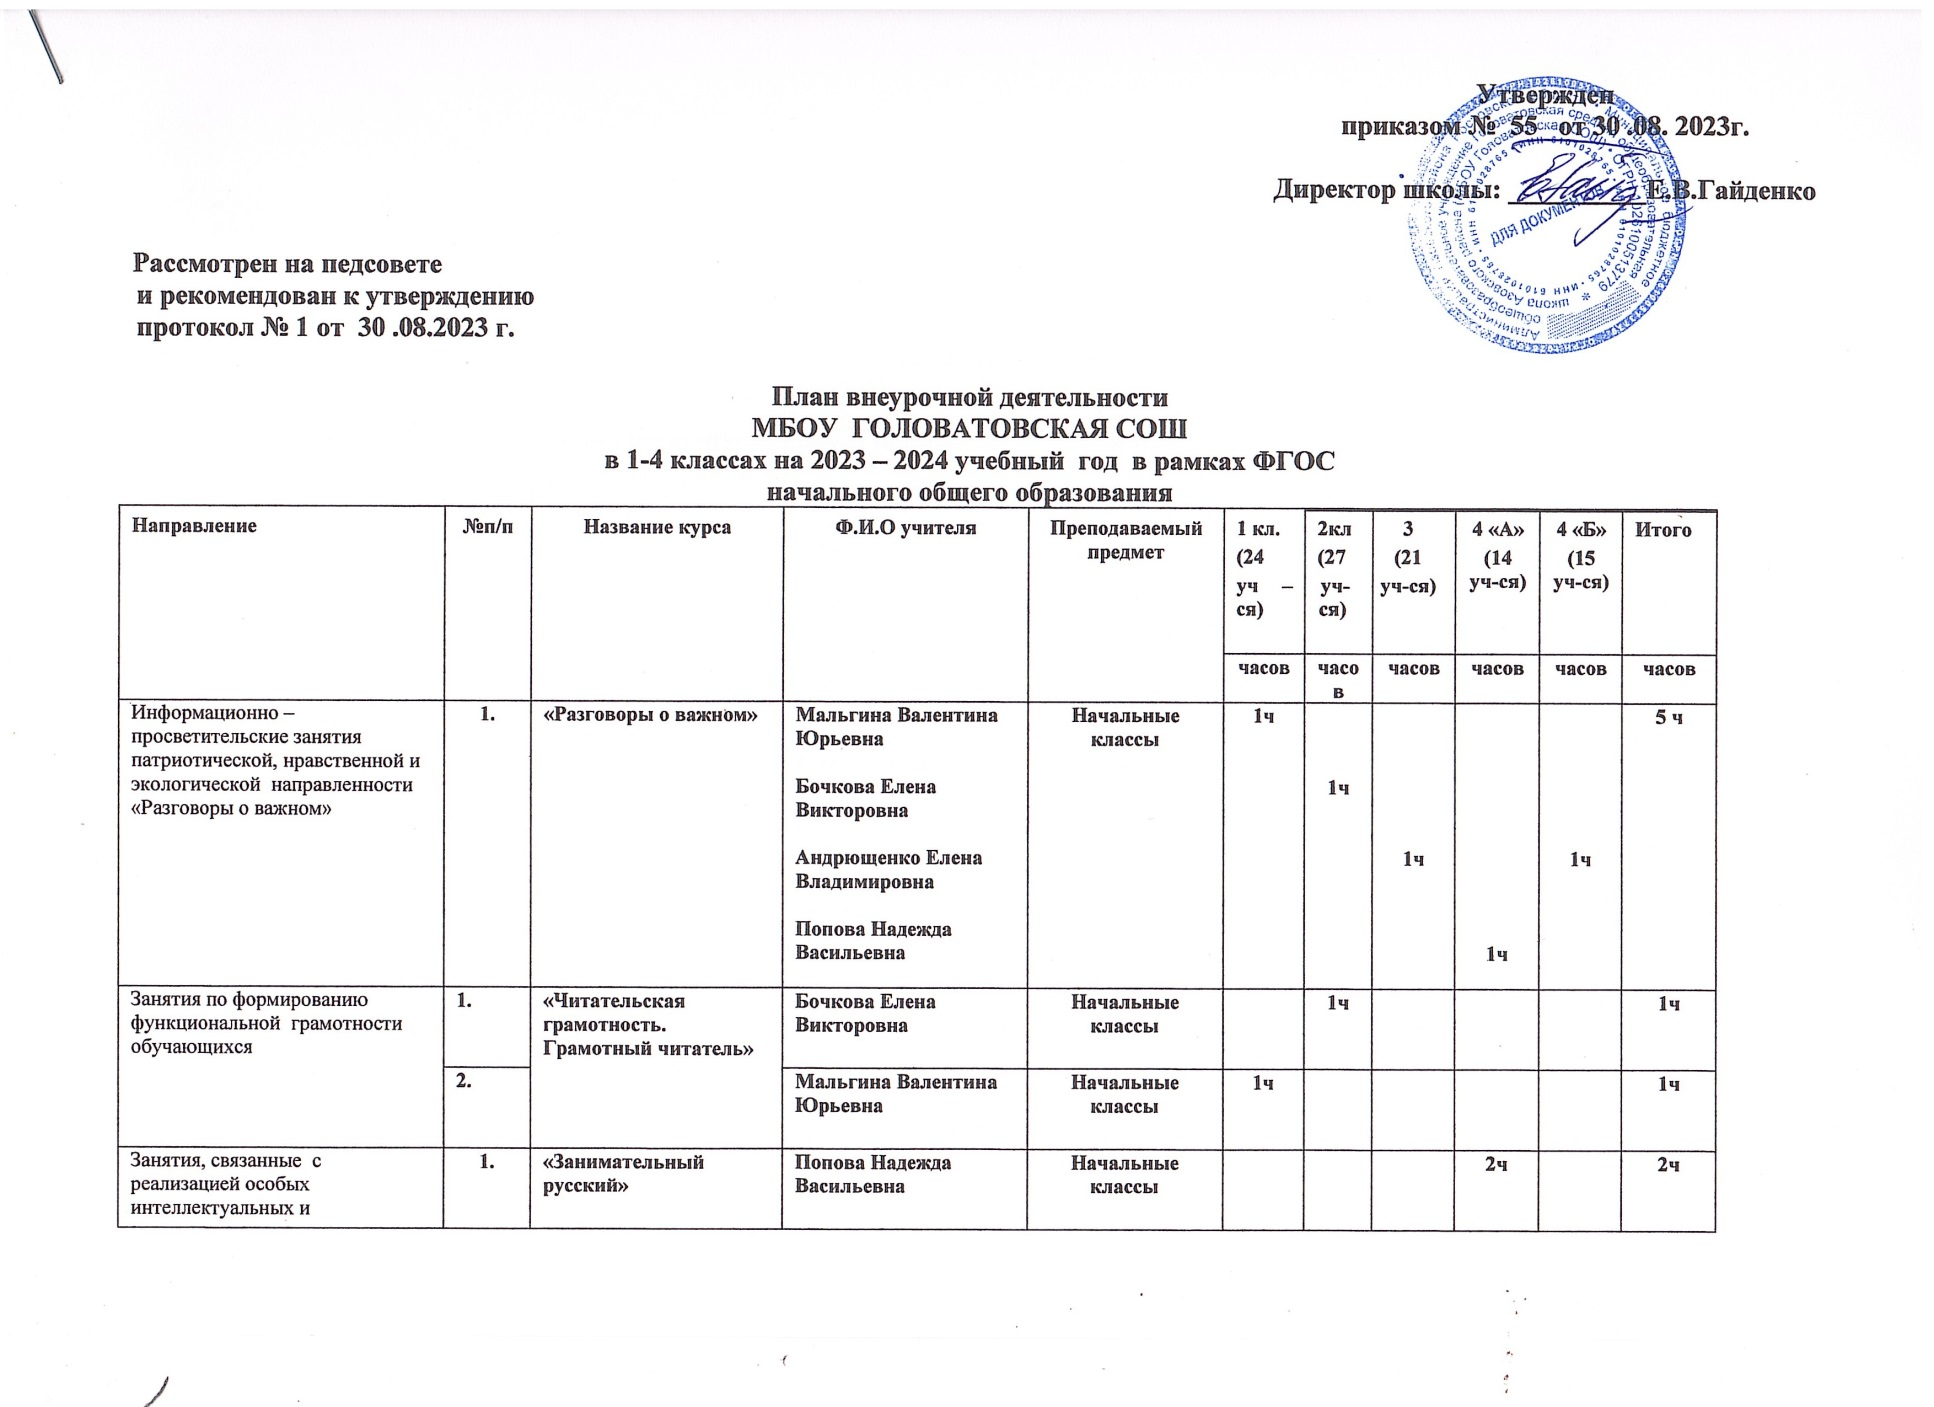 Утвержден
приказом № 55 от 30 .08. 2023г.
Директор школы: __________ Е.В.Гайденко
ДЛЯ ДОКУМЕНТОВ
Рассмотрен на педсовете
и рекомендован к утверждению
протокол № 1 от 30 .08.2023 г.
План внеурочной деятельности
МБОУ ГОЛОВАТОВСКАЯ СОШ
в 1-4 классах на 2023 – 2024 учебный год в рамках ФГОС
начального общего образования
Направление
№п/п
Название курса
Ф.И.О учителя
Преподаваемый
предмет
1 кл.
(24
уч –
ся)
2кл
(27
уч-
ся)
3
(21
уч-ся)
4 «А»
(14
уч-ся)
4 «Б»
(15
уч-ся)
Итого
часов
часо
в
часов
часов
часов
часов
Информационно –
просветительские занятия
патриотической, нравственной и
экологической направленности
«Разговоры о важном»
1.
«Разговоры о важном»
Мальгина Валентина
Юрьевна
Бочкова Елена
Викторовна
Андрющенко Елена
Владимировна
Попова Надежда
Васильевна
Начальные
классы
1ч
1ч
1ч
1ч
1ч
5 ч
Занятия по формированию
функциональной грамотности
обучающихся
1.
«Читательская
грамотность.
Грамотный читатель»
Бочкова Елена
Викторовна
Начальные
классы
1ч
1ч
2.
Мальгина Валентина
Юрьевна
Начальные
классы
1ч
1ч
Занятия, связанные с
реализацией особых
интеллектуальных и
1.
«Занимательный
русский»
Попова Надежда
Васильевна
Начальные
классы
2ч
2ч